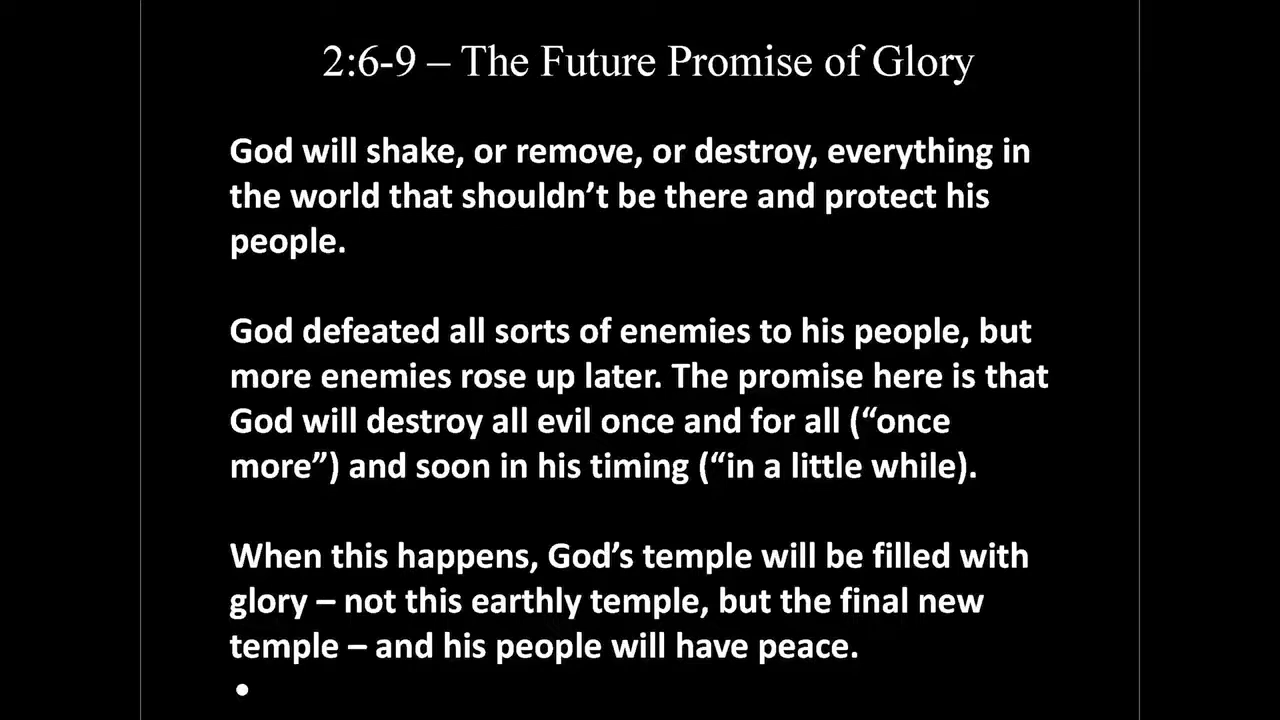 2:6-9 – The Future Promise of Glory
God will shake, or remove, or destroy, everything in
the world that shouldn’t be there and protect his
people.
God defeated all sorts of enemies to his people, but
more enemies rose up later. The promise here is that
God will destroy all evil once and for all (“once
more”) and soon in his timing (“in a little while).
When this happens, God’s temple will be filled with
glory – not this earthly temple, but the final new
temple – and his people will have peace.
•